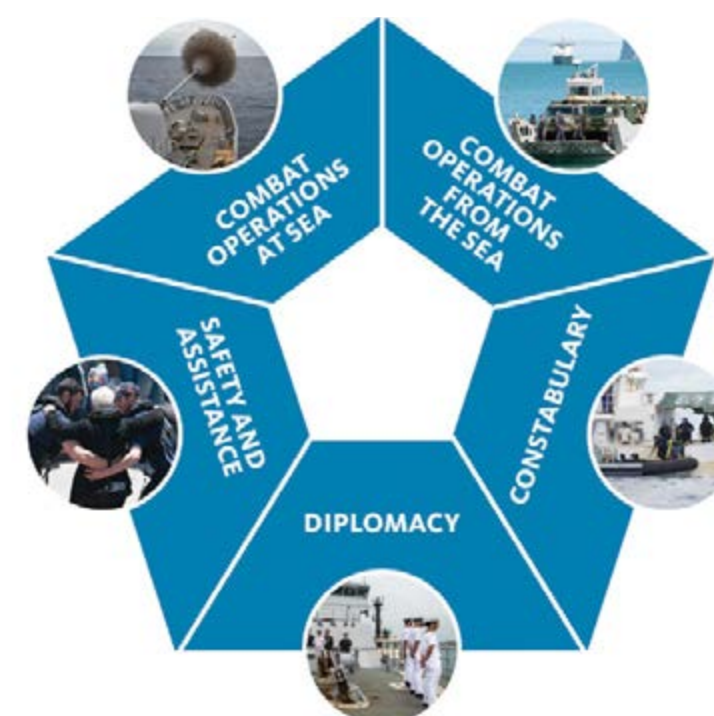 COMBAT
OPERATIONS
AT SEA
COMBAT
OPERATIONS
FROM
THE SEA
SAFETY AND
ASSISTANCE
CONSTABULARY
DIPLOMACY